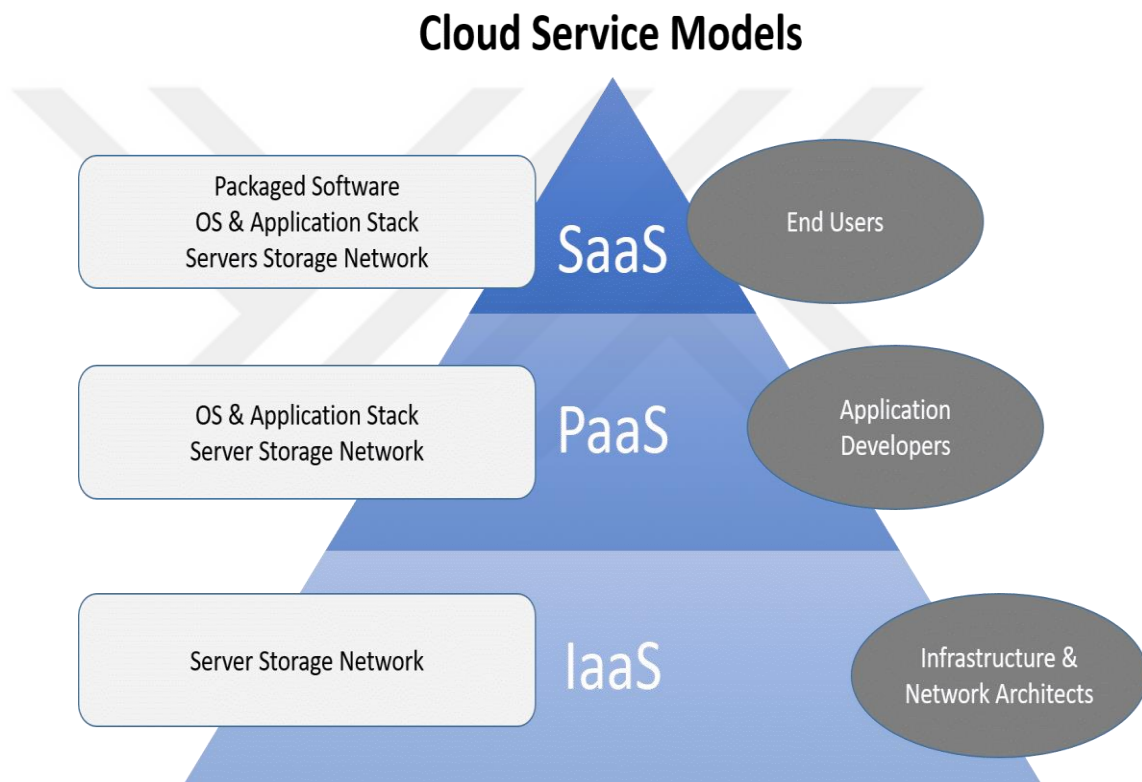 Cloud Service Models
Packaged Software
OS & Application Stack
Servers Storage Network
SaaS
End Users
OS & Application Stack
Server Storage Network
PaaS
Application
Developers
Server Storage Network
IaaS
Infrastructure &
Network Architects